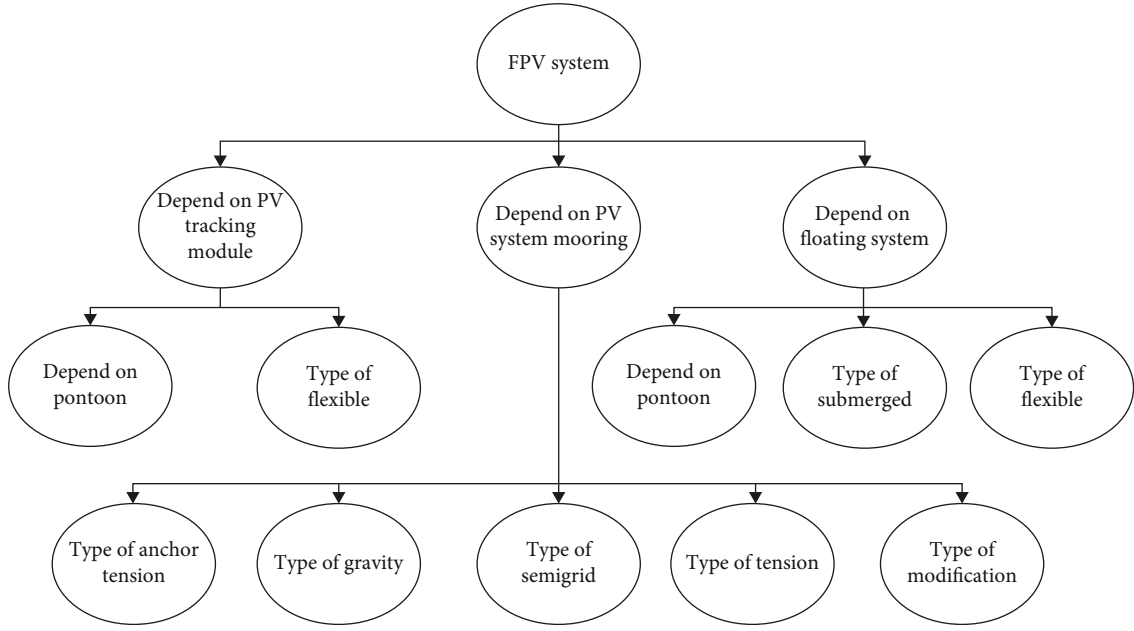 FPV system
Depend on PV
tracking
module
Depend on PV
system mooring
Depend on
floating system
Depend on
pontoon
Type of
flexible
Depend on
pontoon
Type of
submerged
Type of
flexible
Type of anchor
tension
Type of gravity
Type of
semigrid
Type of tension
Type of
modification